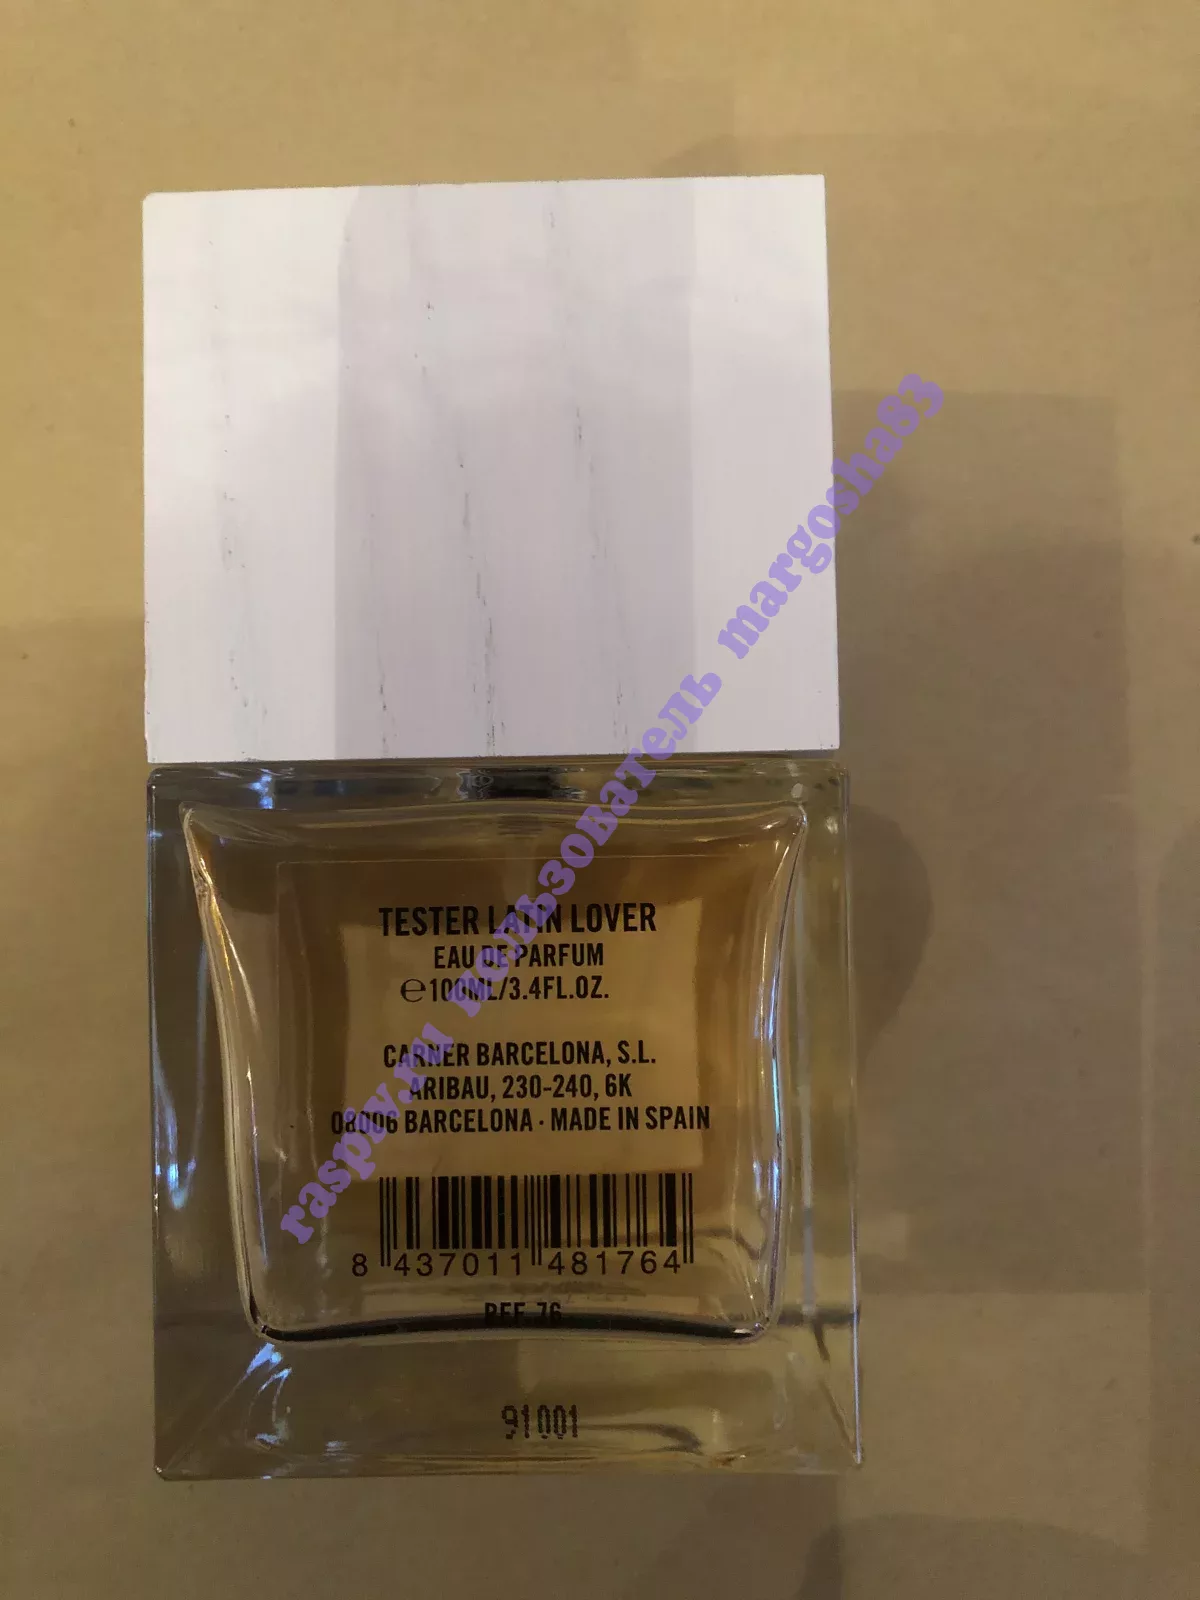 TESTER LATIN LOVER
EAU DE PARFUM
℮100ML/3.4FL.OZ.
CARNER BARCELONA, S.L.
ARIBAU, 230-240, 6K
08006 BARCELONA · MADE IN SPAIN
8 437011 481764
REF. 76
91001
raspiv.ru пользователь margosha83